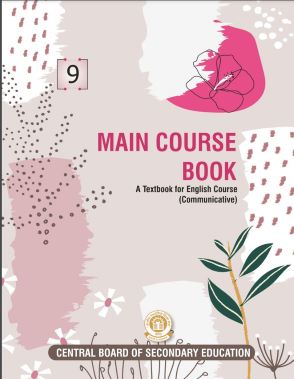 9
MAIN COURSE
BOOK
A Textbook for English Course
(Communicative)
CENTRAL BOARD OF SECONDARY EDUCATION